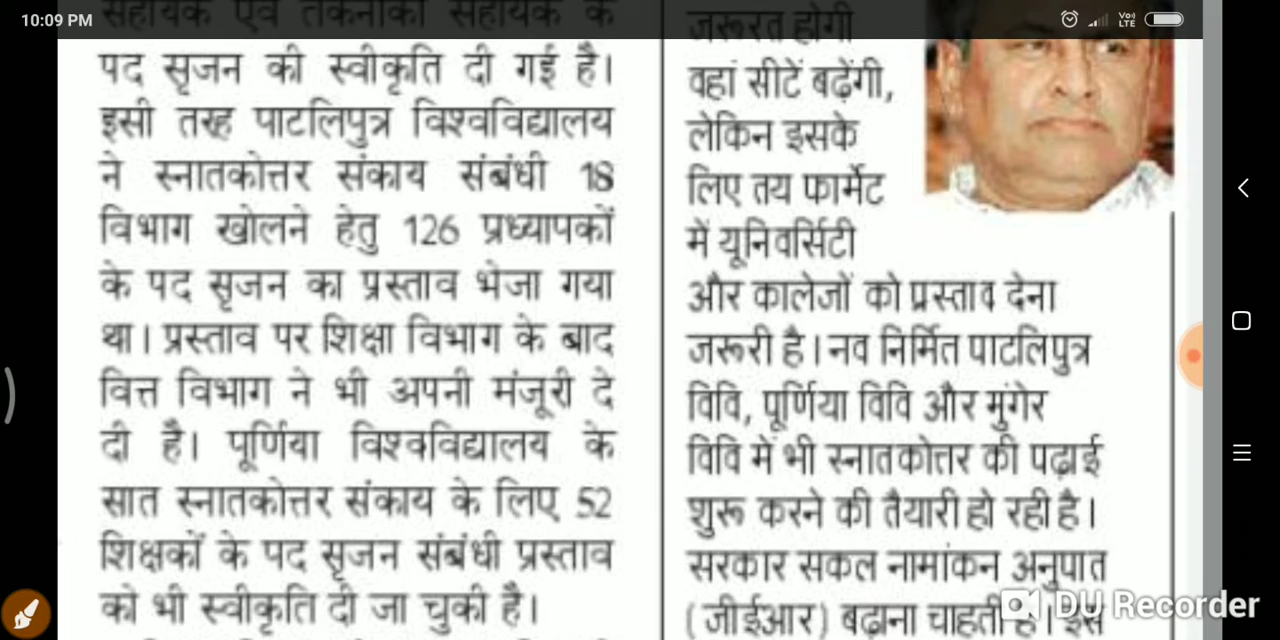 10:09 PM
Vo)
LTE
सहायक एवं तकनीकी सहायक के
पद सृजन की स्वीकृति दी गई है।
इसी तरह पाटलिपुत्र विश्वविद्यालय
ने स्नातकोत्तर संकाय संबंधी 18
विभाग खोलने हेतु 126 प्रध्यापकों
के पद सृजन का प्रस्ताव भेजा गया
था। प्रस्ताव पर शिक्षा विभाग के बाद
वित्त विभाग ने भी अपनी मंजूरी दे
दी है। पूर्णिया विश्वविद्यालय के
सात स्नातकोत्तर संकाय के लिए 52
शिक्षकों के पद सृजन संबंधी प्रस्ताव
को भी स्वीकृति दी जा चुकी है।
जरूरत होगी
वहां सीटें बढ़ेंगी,
लेकिन इसके
लिए तय फार्मेट
में यूनिवर्सिटी
और कालेजों को प्रस्ताव देना
जरूरी है। नव निर्मित पाटलिपुत्र
विवि, पूर्णिया विवि और मुंगेर
विवि में भी स्नातकोत्तर की पढ़ाई
शुरू करने की तैयारी हो रही है।
सरकार सकल नामांकन अनुपात
(जीईआर) बढ़ाना चाहती है। इस
DU Recorder